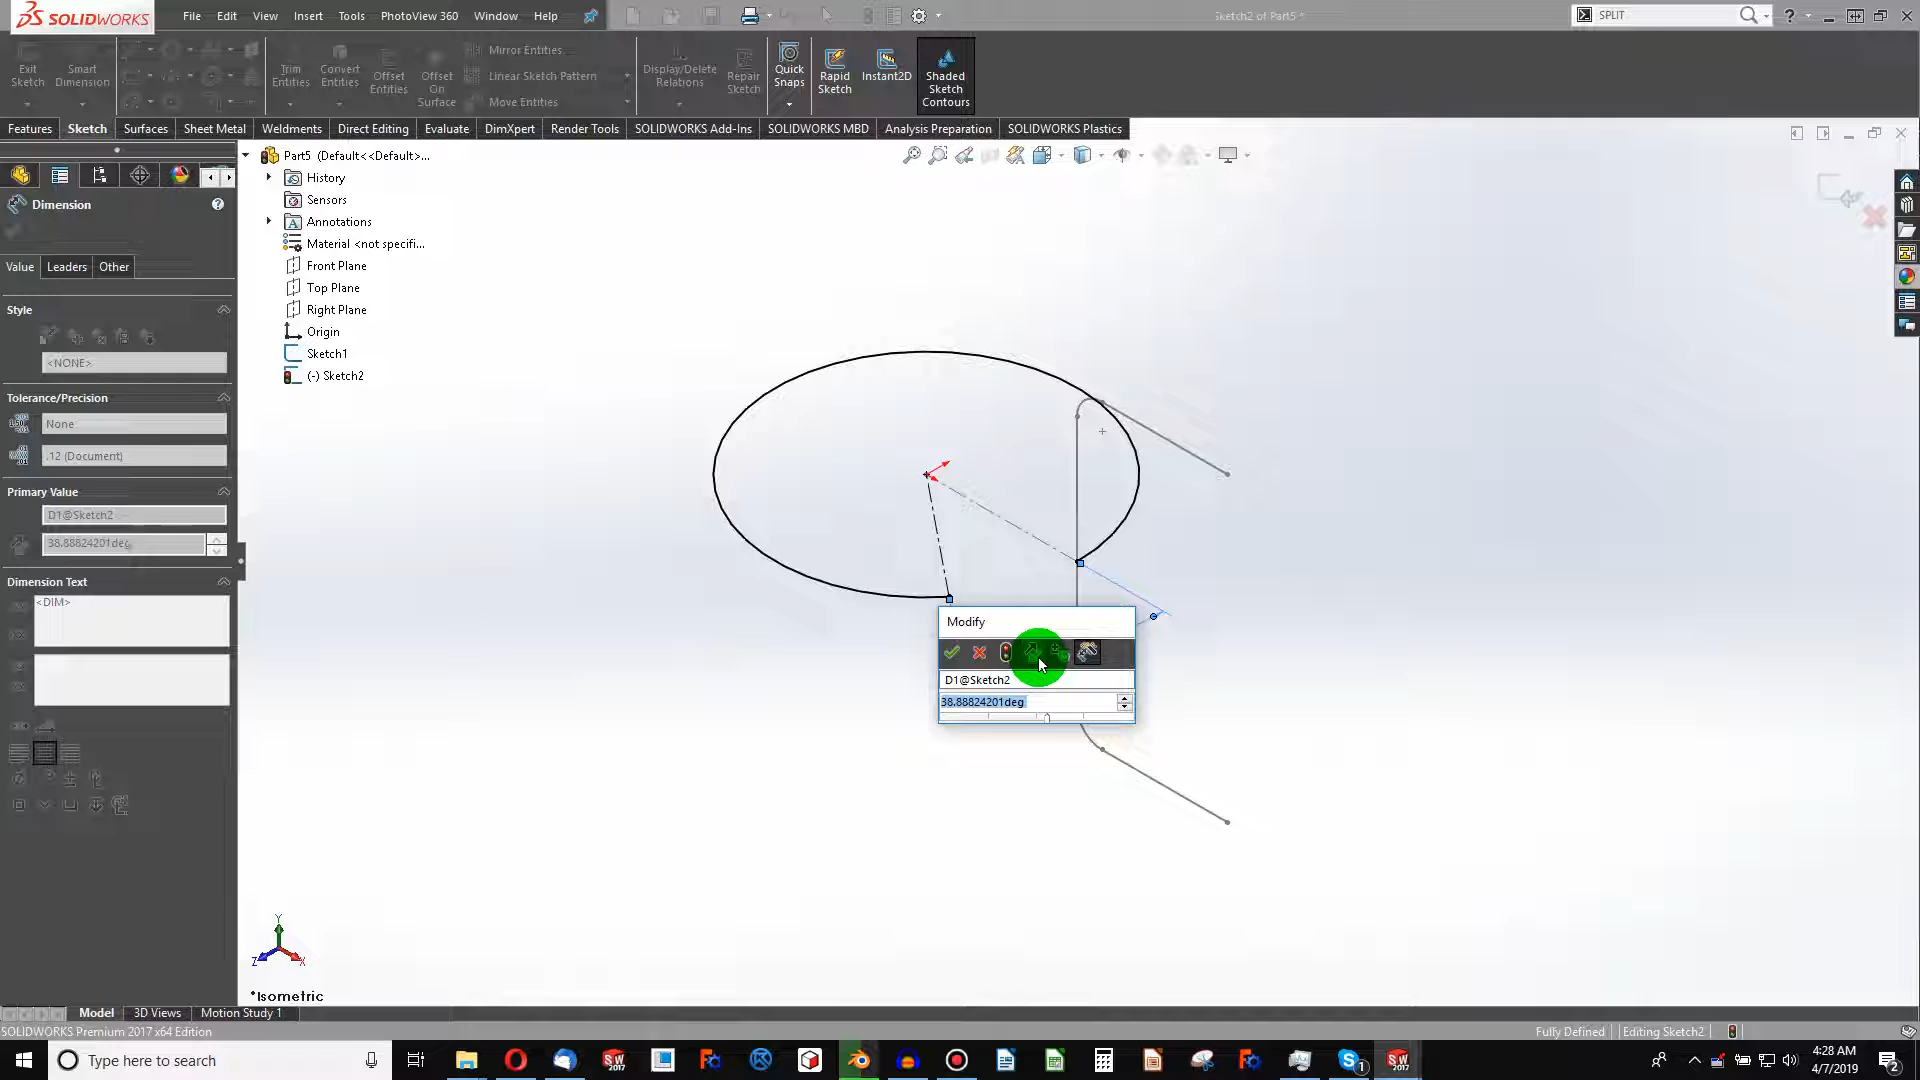 SOLIDWORKS
File Edit View Insert Tools PhotoView 360 Window Help
Sketch2 of Part5 *
SPLIT
Exit Sketch
Smart Dimension
Trim Entities
Convert Entities
Offset Entities
Offset On Surface
Mirror Entities
Linear Sketch Pattern
Move Entities
Display/Delete Relations
Repair Sketch
Quick Snaps
Rapid Sketch
Instant2D
Shaded Sketch Contours
Features Sketch Surfaces Sheet Metal Weldments Direct Editing Evaluate DimXpert Render Tools SOLIDWORKS Add-Ins SOLIDWORKS MBD Analysis Preparation SOLIDWORKS Plastics
Part5 (Default<<Default>...
History
Sensors
Annotations
Material <not specifi...
Front Plane
Top Plane
Right Plane
Origin
Sketch1
(-) Sketch2
Dimension
Value Leaders Other
Style
<NONE>
Tolerance/Precision
None
.12 (Document)
Primary Value
D1@Sketch2
38.88824201deg
Dimension Text
<DIM>
Modify
D1@Sketch2
38.88824201deg
Y
Z
X
*Isometric
Model 3D Views Motion Study 1
SOLIDWORKS Premium 2017 x64 Edition
Fully Defined Editing Sketch2
Type here to search
4:28 AM
4/7/2019